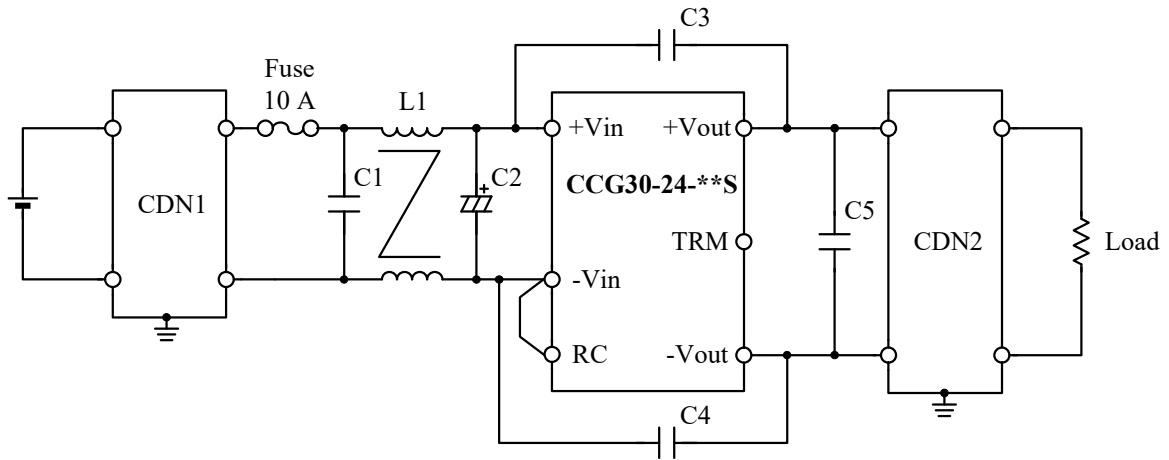 C3
Fuse
10 A
L1
+Vin
+Vout
CDN1
C1
C2
+
CCG30-24-**S
C5
CDN2
TRM
Load
-Vin
RC
-Vout
C4